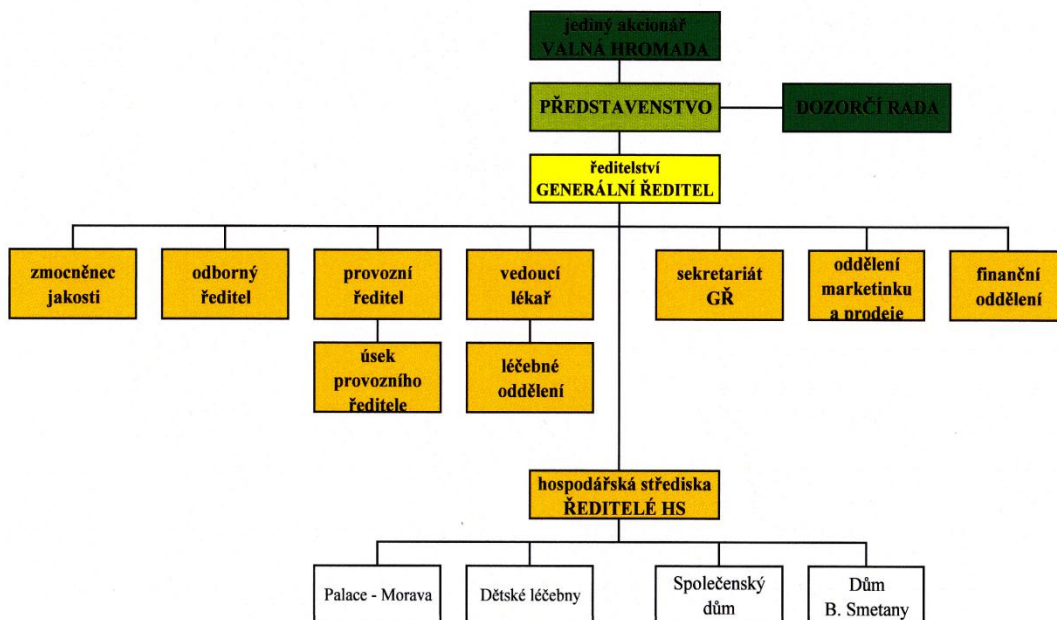 jediný akcionář
VALNÁ HROMADA
PŘEDSTAVENSTVO
DOZORČÍ RADA
ředitelství
GENERÁLNÍ ŘEDITEL
zmocněnec
jakosti
odborný
ředitel
provozní
ředitel
vedoucí
lékař
sekretariát
GŘ
oddělení
marketinku
a prodeje
finanční
oddělení
úsek
provozního
ředitele
léčebné
oddělení
hospodářská střediska
ŘEDITELÉ HS
Palace - Morava
Dětské léčebny
Společenský
dům
Dům
B. Smetany